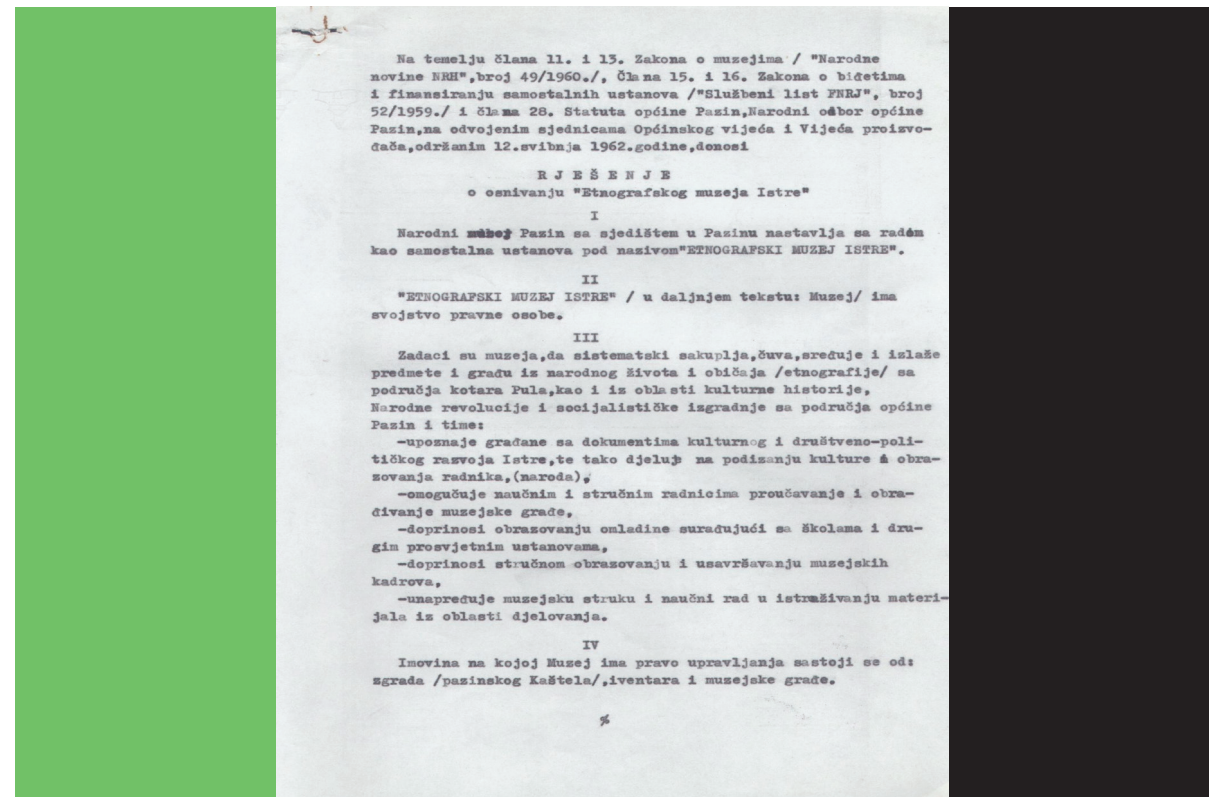 Na temelju člana 11. i 13. Zakona o muzejima / "Narodne
novine NRH",broj 49/1960./, Člana 15. i 16. Zakona o biđetima
i finansiranju samostalnih ustanova /"Službeni list FNRJ", broj
52/1959./ i člana 28. Statuta općine Pazin,Narodni odbor općine
Pazin,na odvojenim sjednicama Općinskog vijeća i Vijeća proizvo-
đača,održanim 12.svibnja 1962.godine,donosi
R J E Š E N J E
o osnivanju "Etnografskog muzeja Istre"
I
Narodni muzej Pazin sa sjedištem u Pazinu nastavlja sa radom
kao samostalna ustanova pod nazivom"ETNOGRAFSKI MUZEJ ISTRE".
II
"ETNOGRAFSKI MUZEJ ISTRE" / u daljnjem tekstu: Muzej/ ima
svojstvo pravne osobe.
III
Zadaci su muzeja,da sistematski sakuplja,čuva,sređuje i izlaže
predmete i građu iz narodnog života i običaja /etnografije/ sa
područja kotara Pula,kao i iz oblasti kulturne historije,
Narodne revolucije i socijalističke izgradnje sa područja općine
Pazin i time:
-upoznaje građane sa dokumentima kulturnog i društveno-poli-
tičkog razvoja Istre,te tako djeluje na podizanju kulture i obra-
zovanja radnika,(naroda),
-omogučuje naučnim i stručnim radnicima proučavanje i obra-
đivanje muzejske građe,
-doprinosi obrazovanju omladine surađujući sa školama i dru-
gim prosvjetnim ustanovama,
-doprinosi stručnom obrazovanju i usavršavanju muzejskih
kadrova,
-unapređuje muzejsku struku i naučni rad u istraživanju materi-
jala iz oblasti djelovanja.
IV
Imovina na kojoj Muzej ima pravo upravljanja sastoji se od:
zgrada /pazinskog Kaštela/,iventara i muzejske građe.